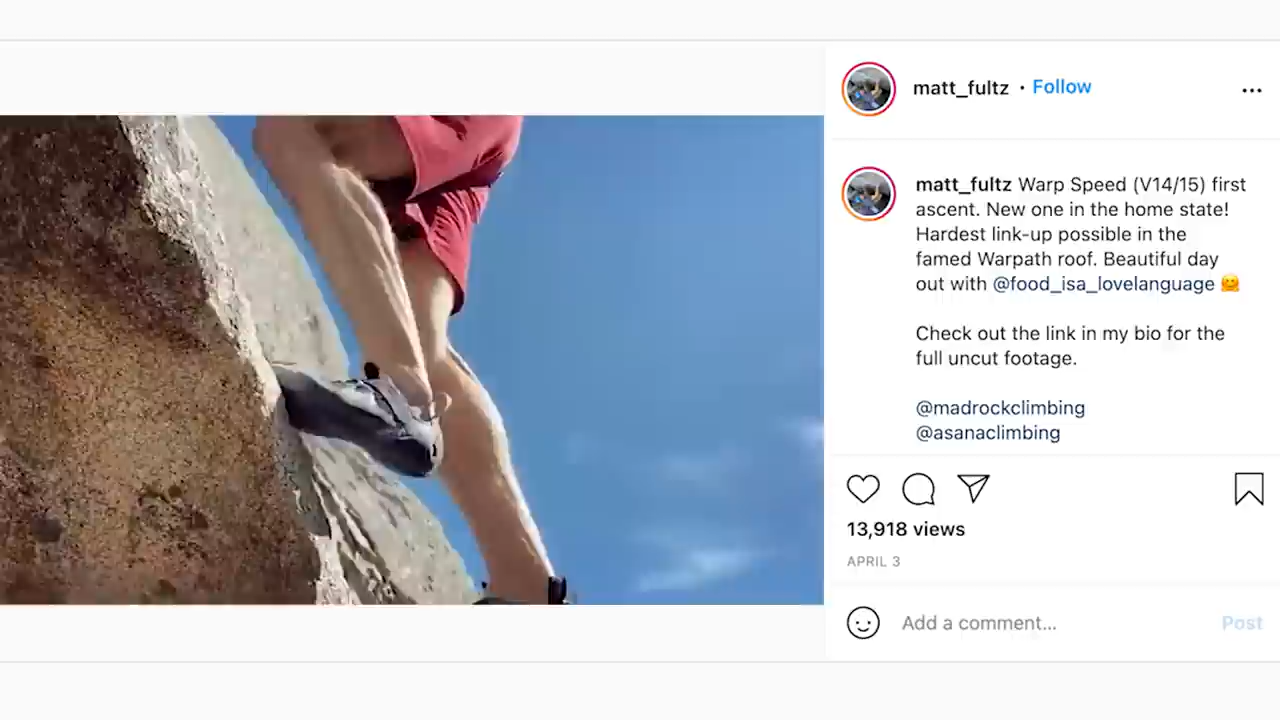 matt_fultz • Follow
matt_fultz Warp Speed (V14/15) first
ascent. New one in the home state!
Hardest link-up possible in the
famed Warpath roof. Beautiful day
out with @food_isa_lovelanguage 🤗
Check out the link in my bio for the
full uncut footage.
@madrockclimbing
@asanaclimbing
13,918 views
APRIL 3
Add a comment...
Post